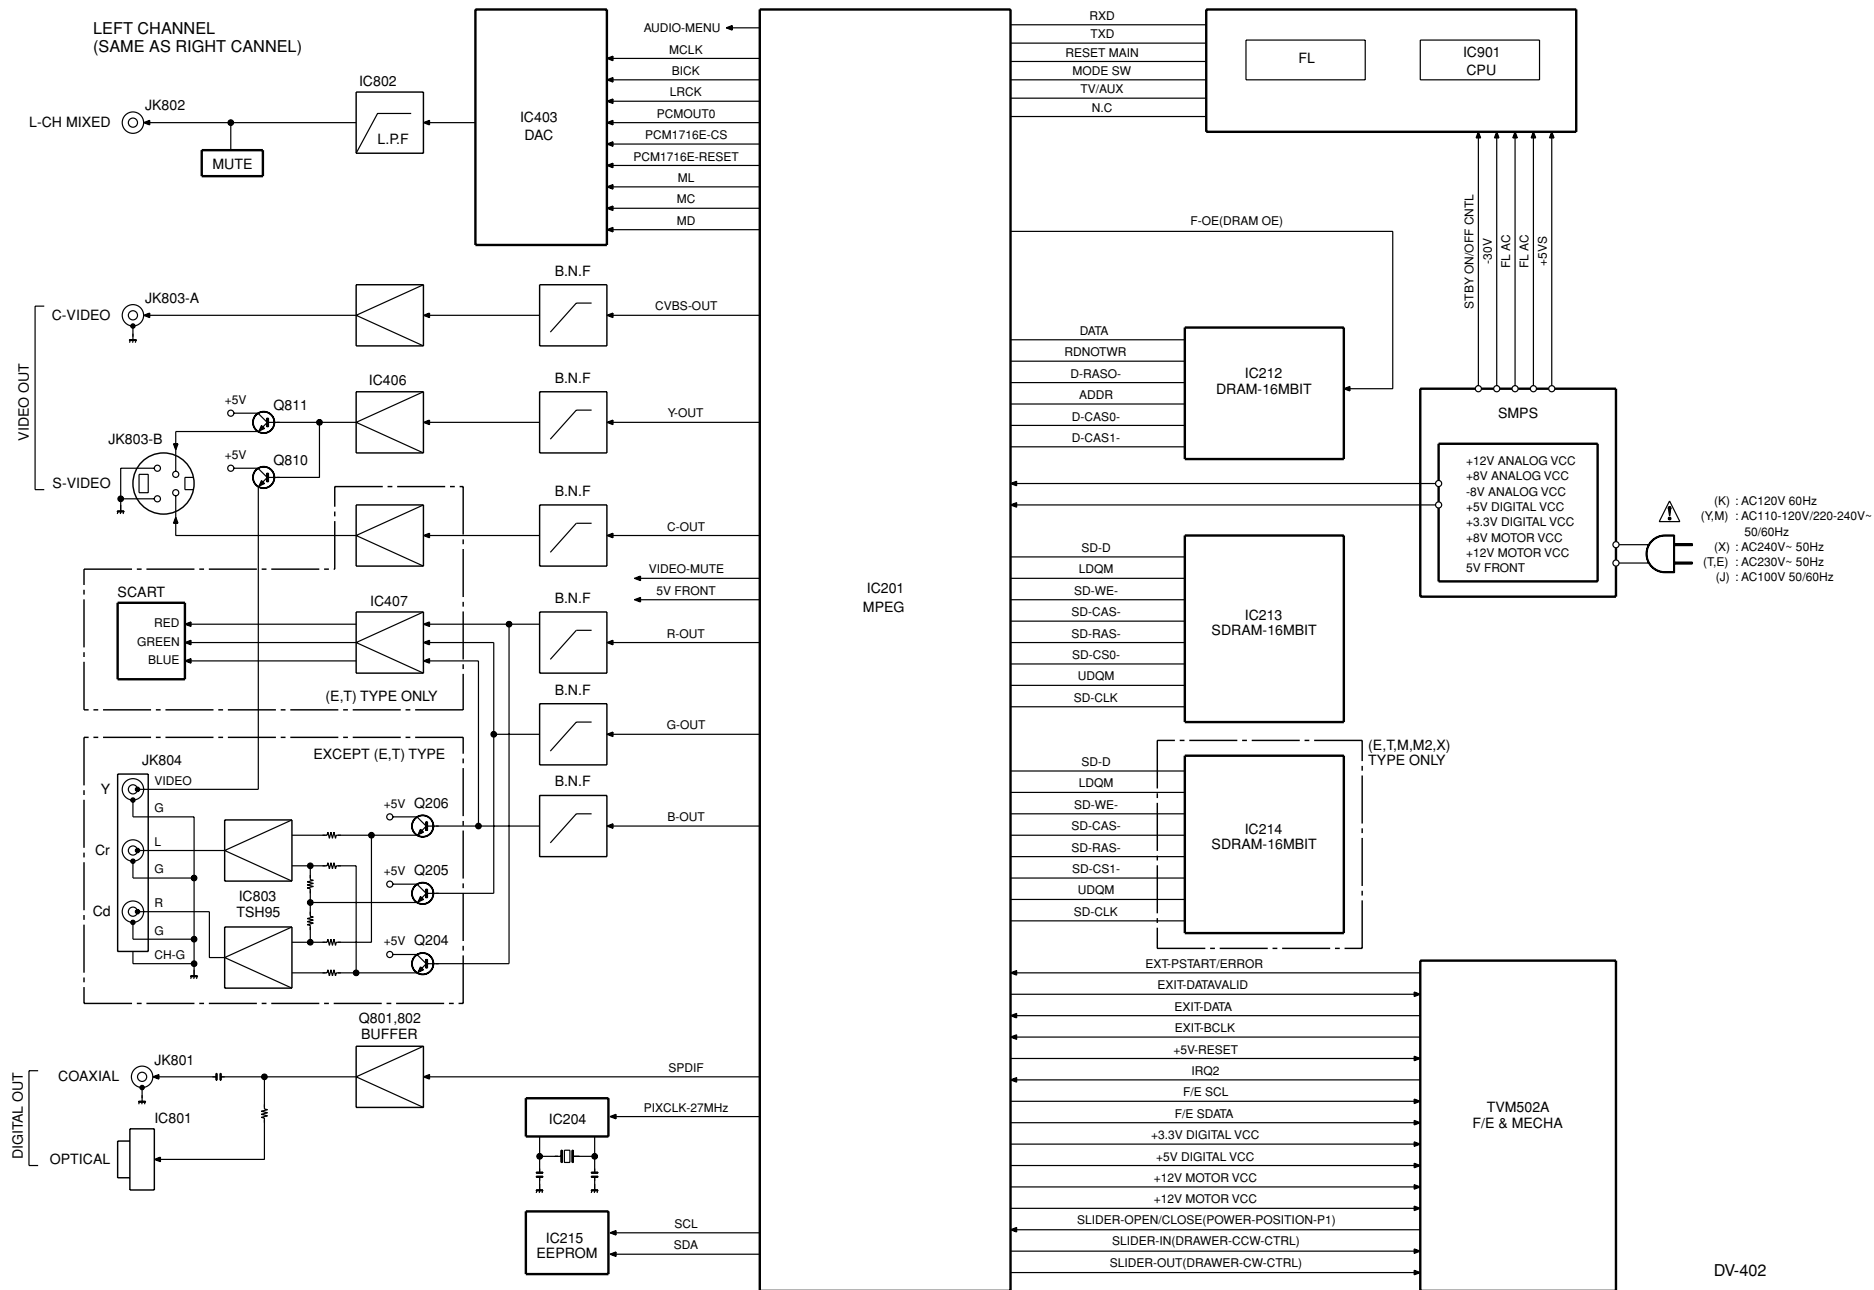 LEFT CHANNEL
(SAME AS RIGHT CANNEL)
IC802
L.P.F
JK802
L-CH MIXED
MUTE
IC403
DAC
AUDIO-MENU
MCLK
BICK
LRCK
PCMOUT0
PCM1716E-CS
PCM1716E-RESET
ML
MC
MD
VIDEO OUT
C-VIDEO
JK803-A
B.N.F
CVBS-OUT
IC406
B.N.F
Y-OUT
+5V
Q811
+5V
Q810
JK803-B
S-VIDEO
B.N.F
C-OUT
VIDEO-MUTE
5V FRONT
SCART
RED
GREEN
BLUE
IC407
(E,T) TYPE ONLY
B.N.F
R-OUT
B.N.F
G-OUT
B.N.F
B-OUT
EXCEPT (E,T) TYPE
JK804
Y
VIDEO
G
Cr
L
G
Cd
R
G
CH-G
IC803
TSH95
+5V Q206
+5V Q205
+5V Q204
Q801,802
BUFFER
DIGITAL OUT
COAXIAL
JK801
SPDIF
IC801
OPTICAL
IC204
PIXCLK-27MHz
IC215
EEPROM
SCL
SDA
IC201
MPEG
RXD
TXD
RESET MAIN
MODE SW
TV/AUX
N.C
FL
IC901
CPU
STBY ON/OFF CNTL
-30V
FL AC
FL AC
+5VS
F-OE(DRAM OE)
DATA
RDNOTWR
D-RASO-
ADDR
D-CAS0-
D-CAS1-
IC212
DRAM-16MBIT
SMPS
+12V ANALOG VCC
+8V ANALOG VCC
-8V ANALOG VCC
+5V DIGITAL VCC
+3.3V DIGITAL VCC
+8V MOTOR VCC
+12V MOTOR VCC
5V FRONT
(K) : AC120V 60Hz
(Y,M) : AC110-120V/220-240V~
50/60Hz
(X) : AC240V~ 50Hz
(T,E) : AC230V~ 50Hz
(J) : AC100V 50/60Hz
SD-D
LDQM
SD-WE-
SD-CAS-
SD-RAS-
SD-CS0-
UDQM
SD-CLK
IC213
SDRAM-16MBIT
(E,T,M,M2,X)
TYPE ONLY
SD-D
LDQM
SD-WE-
SD-CAS-
SD-RAS-
SD-CS1-
UDQM
SD-CLK
IC214
SDRAM-16MBIT
EXT-PSTART/ERROR
EXIT-DATAVALID
EXIT-DATA
EXIT-BCLK
+5V-RESET
IRQ2
F/E SCL
F/E SDATA
+3.3V DIGITAL VCC
+5V DIGITAL VCC
+12V MOTOR VCC
+12V MOTOR VCC
SLIDER-OPEN/CLOSE(POWER-POSITION-P1)
SLIDER-IN(DRAWER-CCW-CTRL)
SLIDER-OUT(DRAWER-CW-CTRL)
TVM502A
F/E & MECHA
DV-402